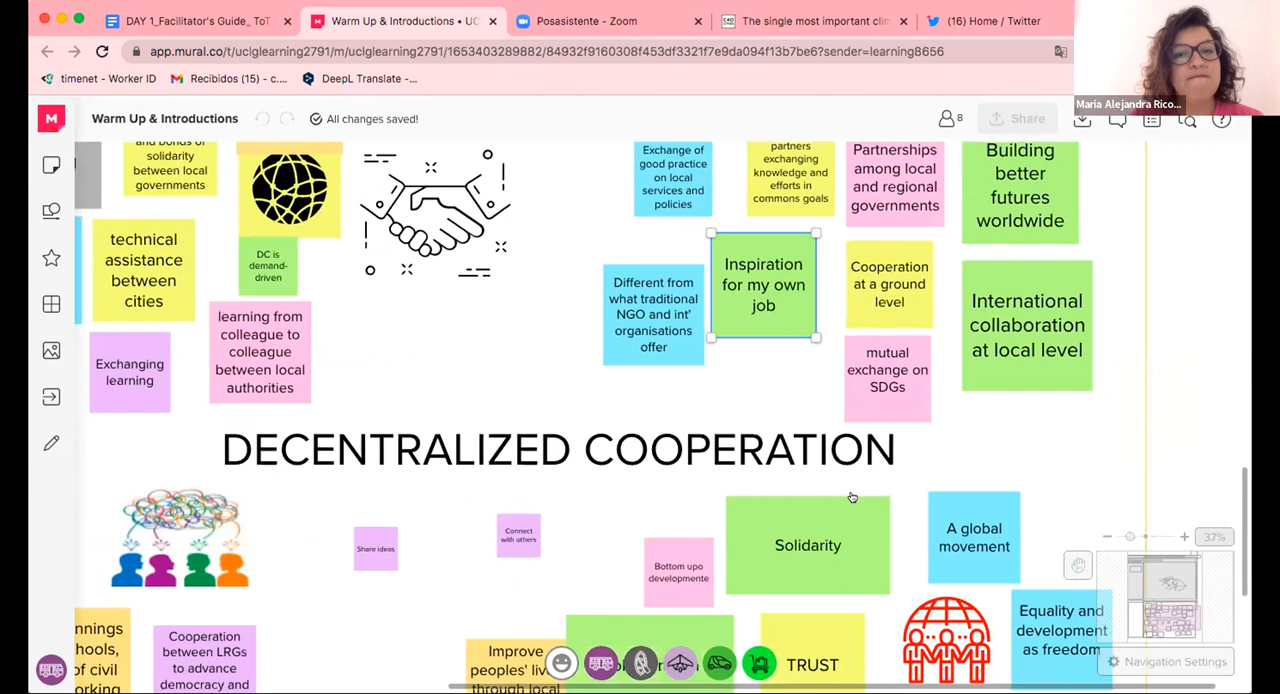 DAY 1_Facilitator's Guide_ ToT
Warm Up & Introductions • UC
Posasistente - Zoom
The single most important clim
(16) Home / Twitter
app.mural.co/t/uclglearning2791/m/uclglearning2791/1653403289882/84932f9160308f453df3321f7e9da094f13b7be6?sender=learning8656
timenet - Worker ID
Recibidos (15) - c....
DeepL Translate -...
Maria Alejandra Rico...
M
Warm Up & Introductions
All changes saved!
8
Share
and bonds of
solidarity
between local
governments
Exchange of
good practice
on local
services and
policies
partners
exchanging
knowledge and
efforts in
commons goals
Partnerships
among local
and regional
governments
Building
better
futures
worldwide
technical
assistance
between
cities
DC is
demand-
driven
Different from
what traditional
NGO and int'
organisations
offer
Inspiration
for my own
job
Cooperation
at a ground
level
International
collaboration
at local level
Exchanging
learning
learning from
colleague to
colleague
between local
authorities
mutual
exchange on
SDGs
DECENTRALIZED COOPERATION
Share ideas
Connect
with others
Bottom upo
developmente
Solidarity
A global
movement
37%
nnings
hools,
of civil
orking
Cooperation
between LRGs
to advance
democracy and
Improve
peoples' live
through local
TRUST
Equality and
development
as freedom
Navigation Settings